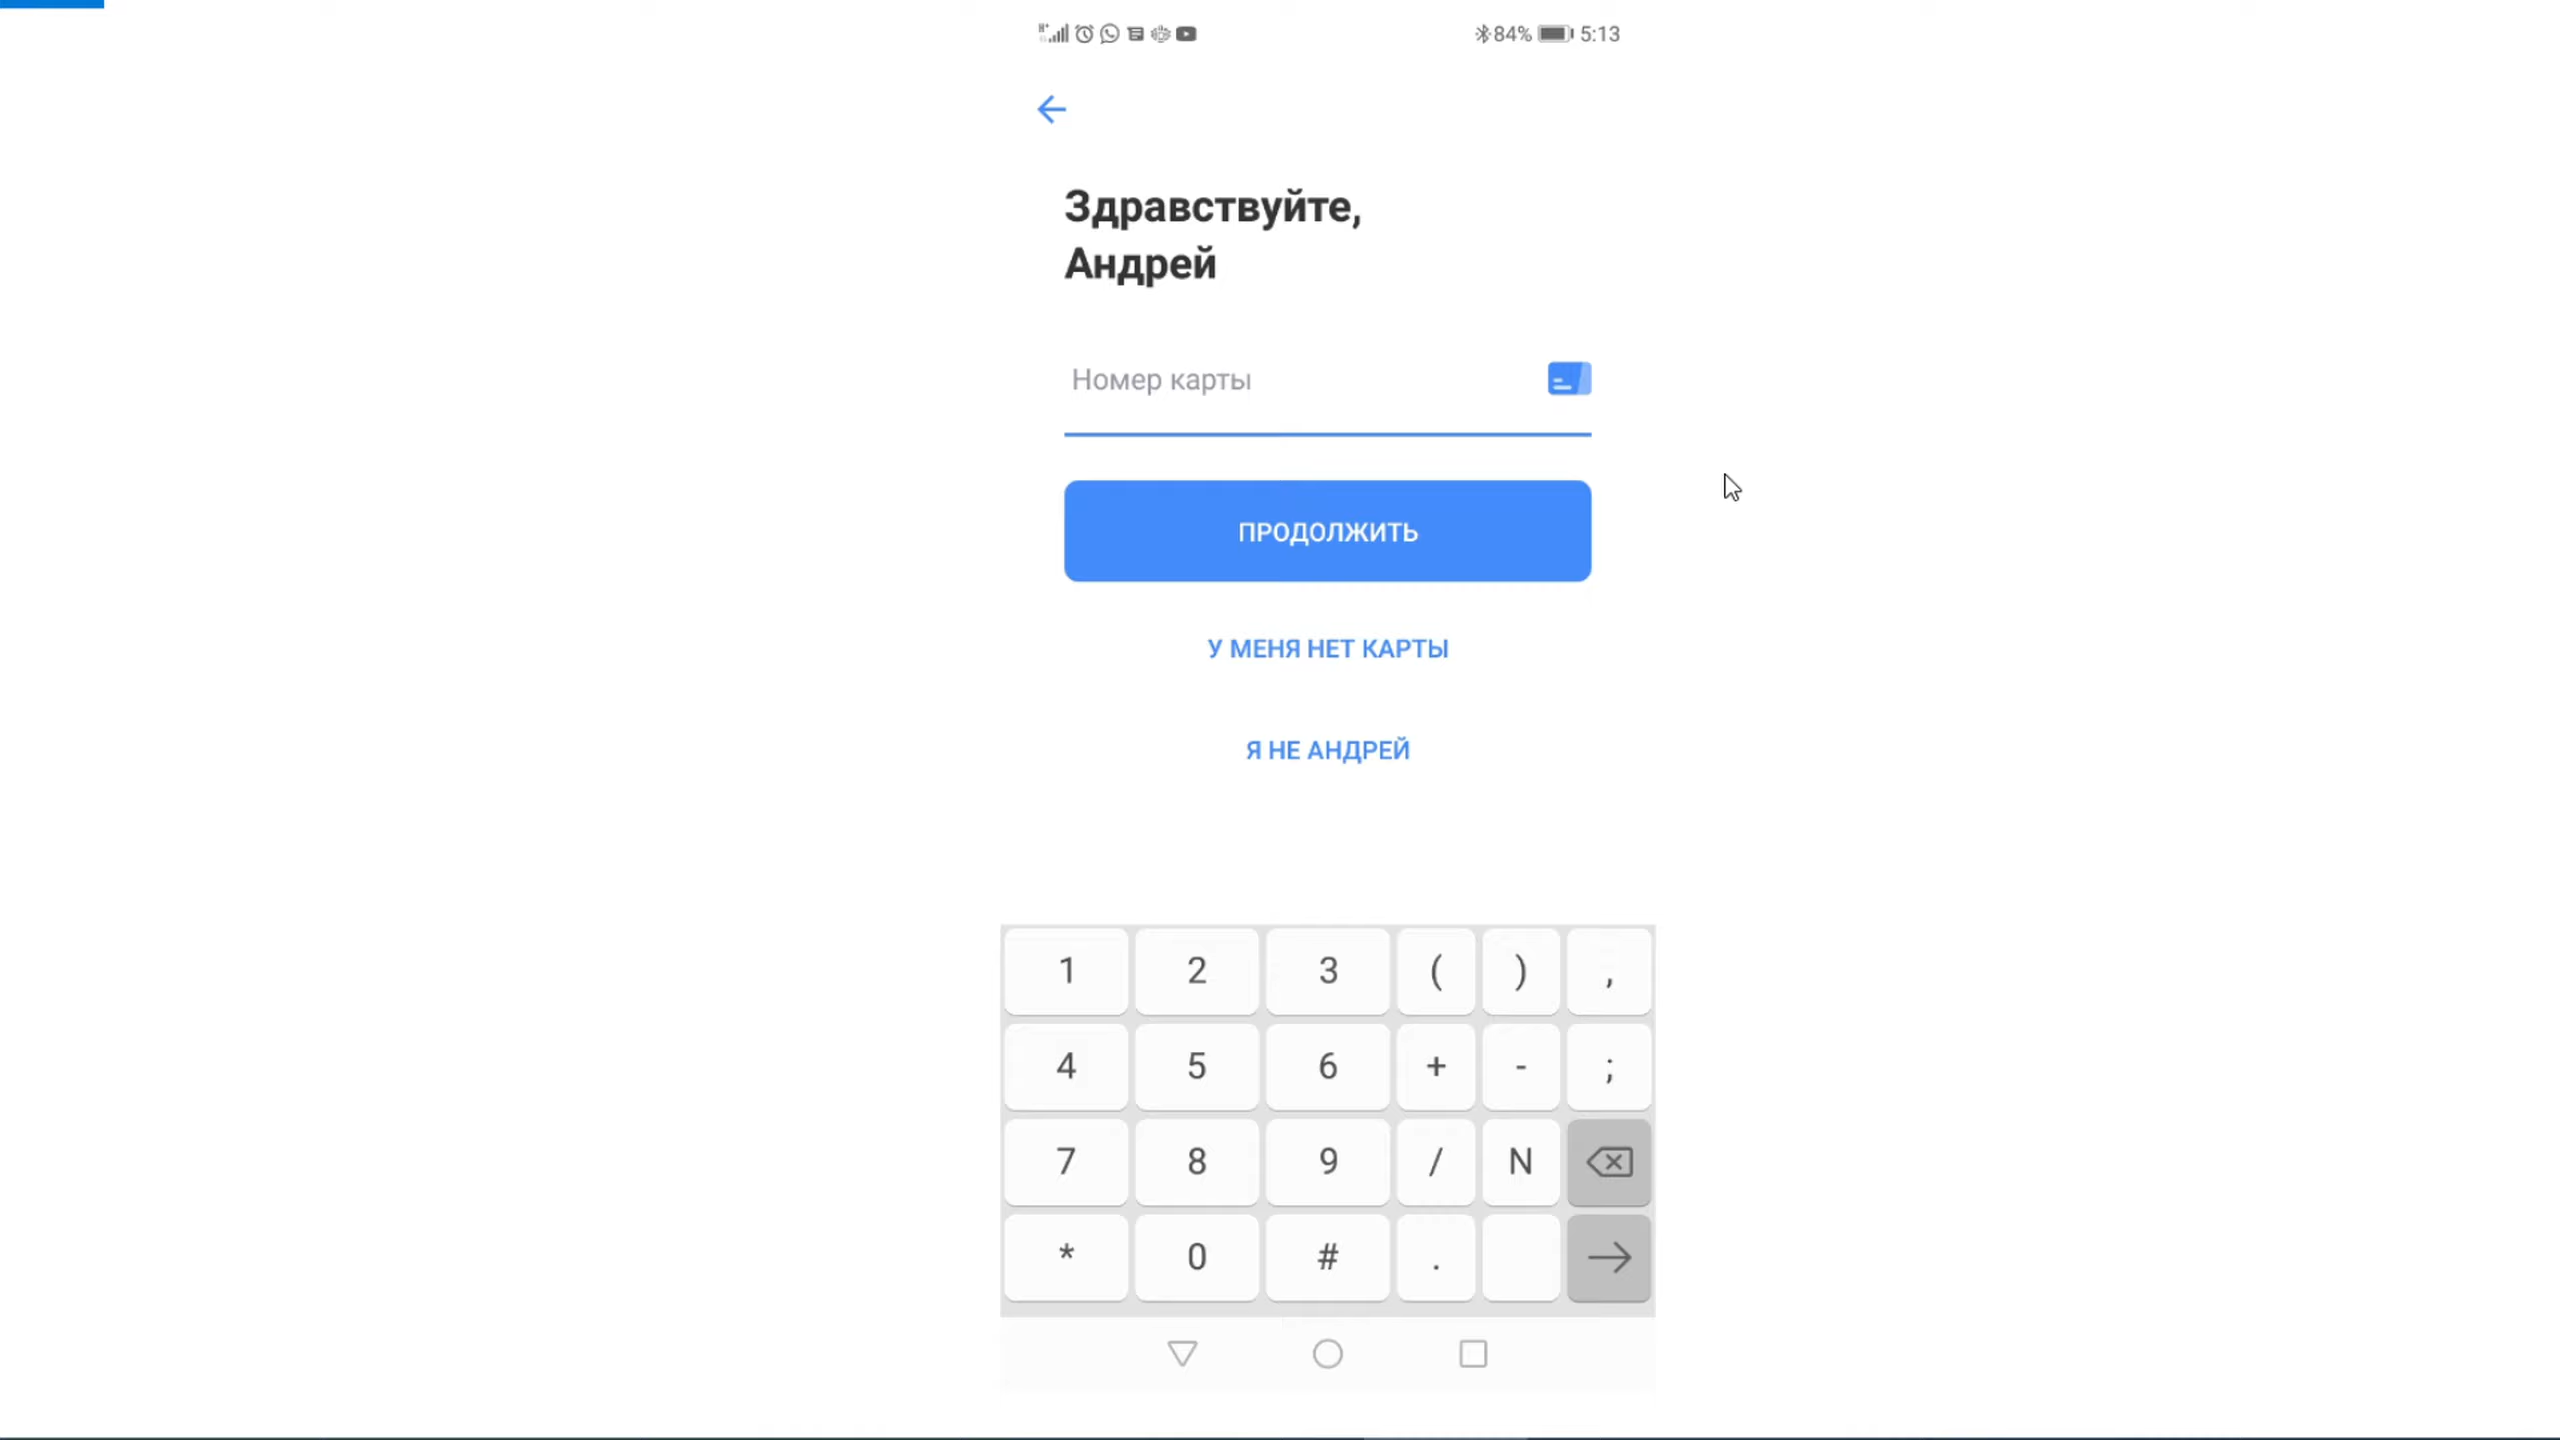 84% 5:13
Здравствуйте,
Андрей
Номер карты
ПРОДОЛЖИТЬ
У МЕНЯ НЕТ КАРТЫ
Я НЕ АНДРЕЙ
1 2 3 ( ) ,
4 5 6 + - ;
7 8 9 / N
* 0 # .